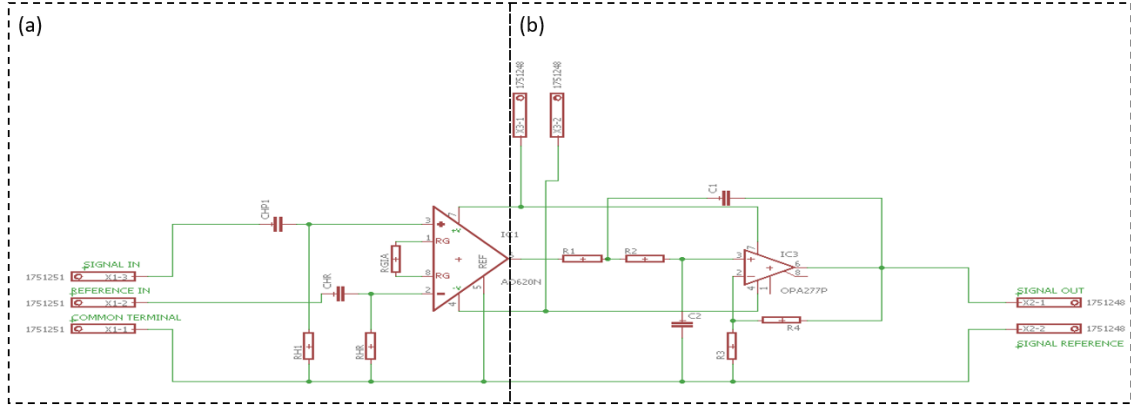 (a)
(b)
1751248
1751248
X3-1
X3-2
CHP1
C1
SIGNAL IN
1751251
X1-3
REFERENCE IN
1751251
X1-2
COMMON TERMINAL
1751251
X1-1
CHR
RGIA
RH1
RHR
3
7
1
RG
8
RG
2
4
5
REF
IC1
AD620N
R1
R2
C2
3
2
7
4
1
6
8
IC3
OPA277P
R4
R3
SIGNAL OUT
X2-1
1751248
X2-2
1751248
SIGNAL REFERENCE